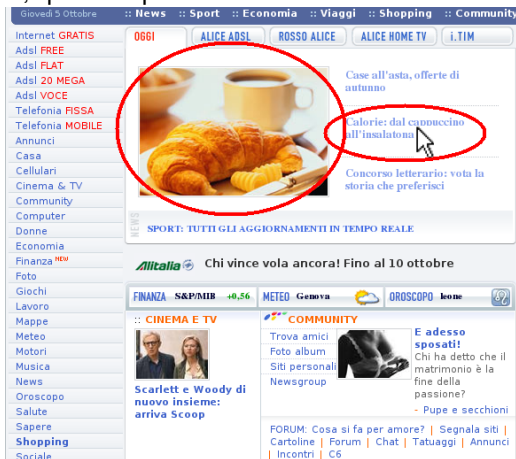 Giovedì 5 Ottobre
:: News :: Sport :: Economia :: Viaggi :: Shopping :: Community
Internet GRATIS
Adsl FREE
Adsl FLAT
Adsl 20 MEGA
Adsl VOCE
Telefonia FISSA
Telefonia MOBILE
Annunci
Casa
Cellulari
Cinema & TV
Community
Computer
Donne
Economia
Finanza NEW
Foto
Giochi
Lavoro
Mappe
Meteo
Motori
Musica
News
Oroscopo
Salute
Sapere
Shopping
Sociale
OGGI
ALICE ADSL
ROSSO ALICE
ALICE HOME TV
i.TIM
Case all'asta, offerte di
autunno
Calorie: dal cappuccino
all'insalatona
Concorso letterario: vota la
storia che preferisci
NEWS
SPORT: TUTTI GLI AGGIORNAMENTI IN TEMPO REALE
Alitalia
Chi vince vola ancora! Fino al 10 ottobre
FINANZA S&P/MIB +0,56
METEO Genova
OROSCOPO leone
:: CINEMA E TV
Scarlett e Woody di
nuovo insieme:
arriva Scoop
COMMUNITY
Trova amici
Foto album
Siti personali
Newsgroup
E adesso
sposati!
Chi ha detto che il
matrimonio è la
fine della
passione?
- Pupe e secchioni
FORUM: Cosa si fa per amore? | Segnala siti |
Cartoline | Forum | Chat | Tatuaggi | Annunci
| Incontri | C6